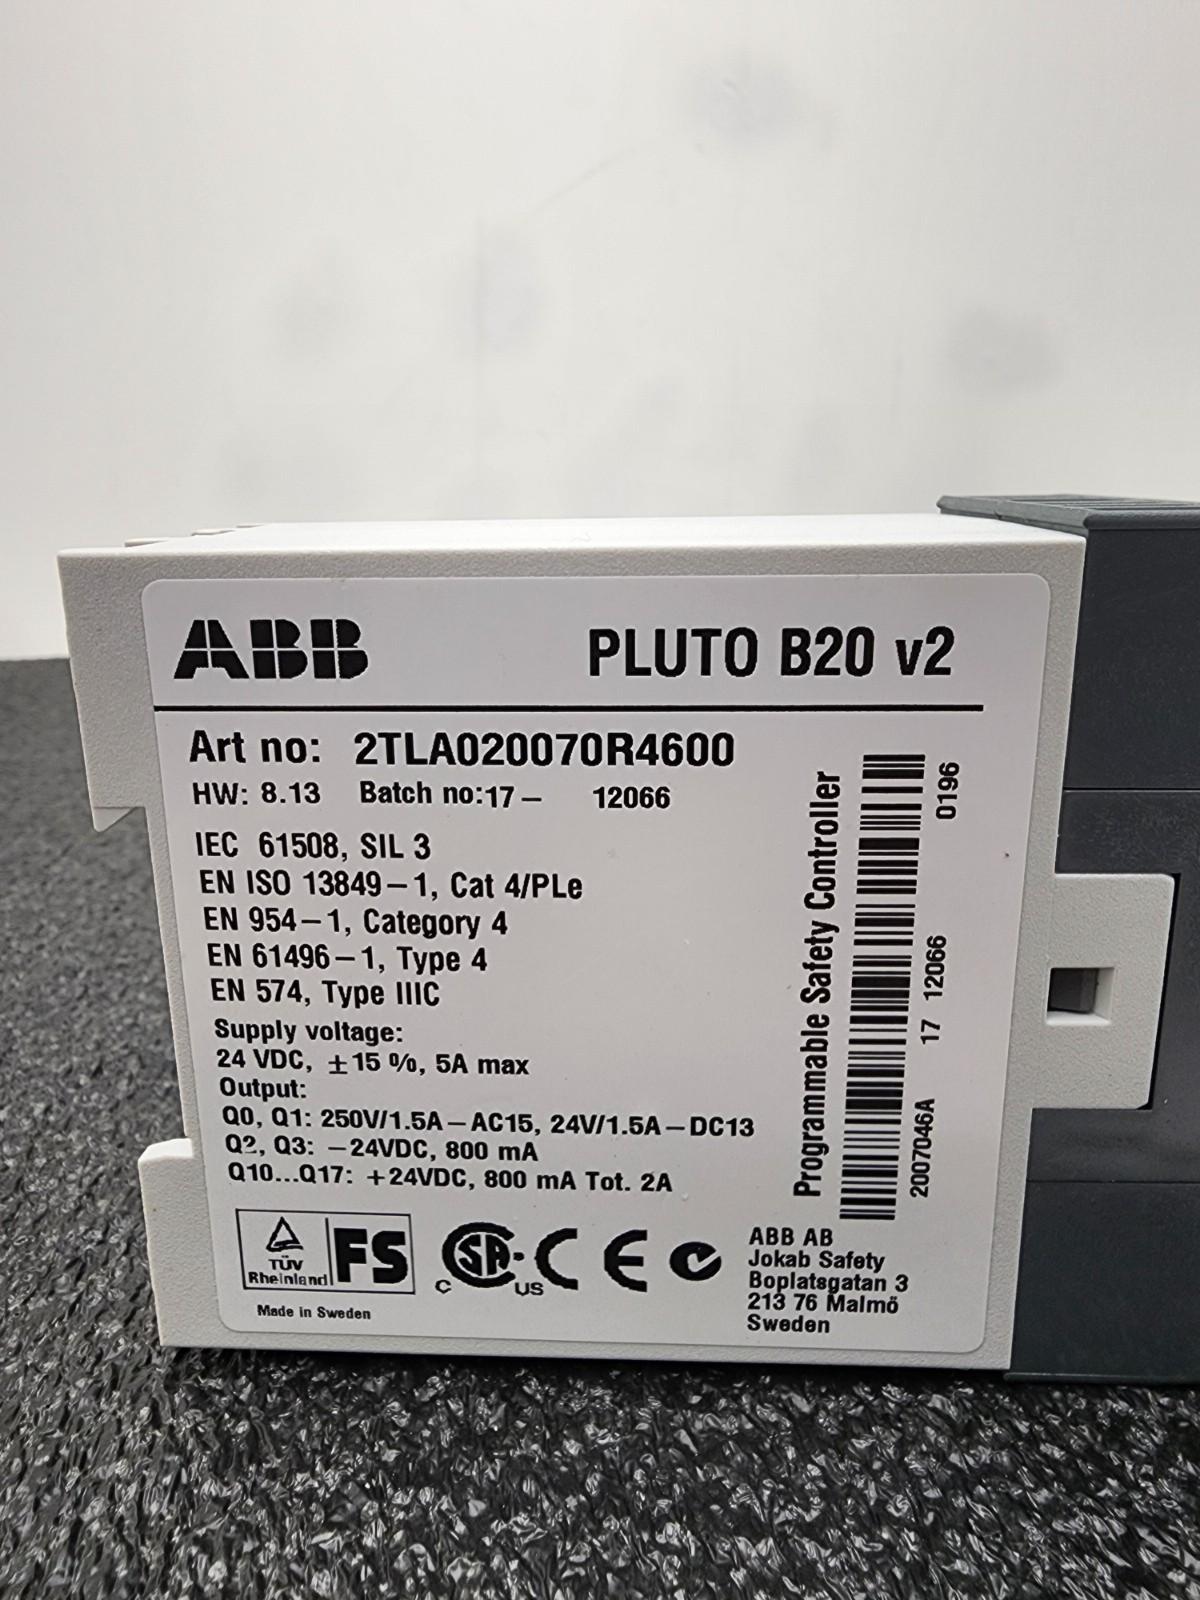 ABB PLUTO B20 v2
Art no: 2TLA020070R4600
HW: 8.13 Batch no:17– 12066
IEC 61508, SIL 3
EN ISO 13849–1, Cat 4/PLe
EN 954–1, Category 4
EN 61496–1, Type 4
EN 574, Type IIIC
Supply voltage:
24 VDC, ±15 %, 5A max
Output:
Q0, Q1: 250V/1.5A–AC15, 24V/1.5A–DC13
Q2, Q3: –24VDC, 800 mA
Q10...Q17: +24VDC, 800 mA Tot. 2A
Programmable Safety Controller
2007046A 17 12066 0196
TÜV
Rheinland
FS
C SA US
CE
Made in Sweden
ABB AB
Jokab Safety
Boplatsgatan 3
213 76 Malmö
Sweden